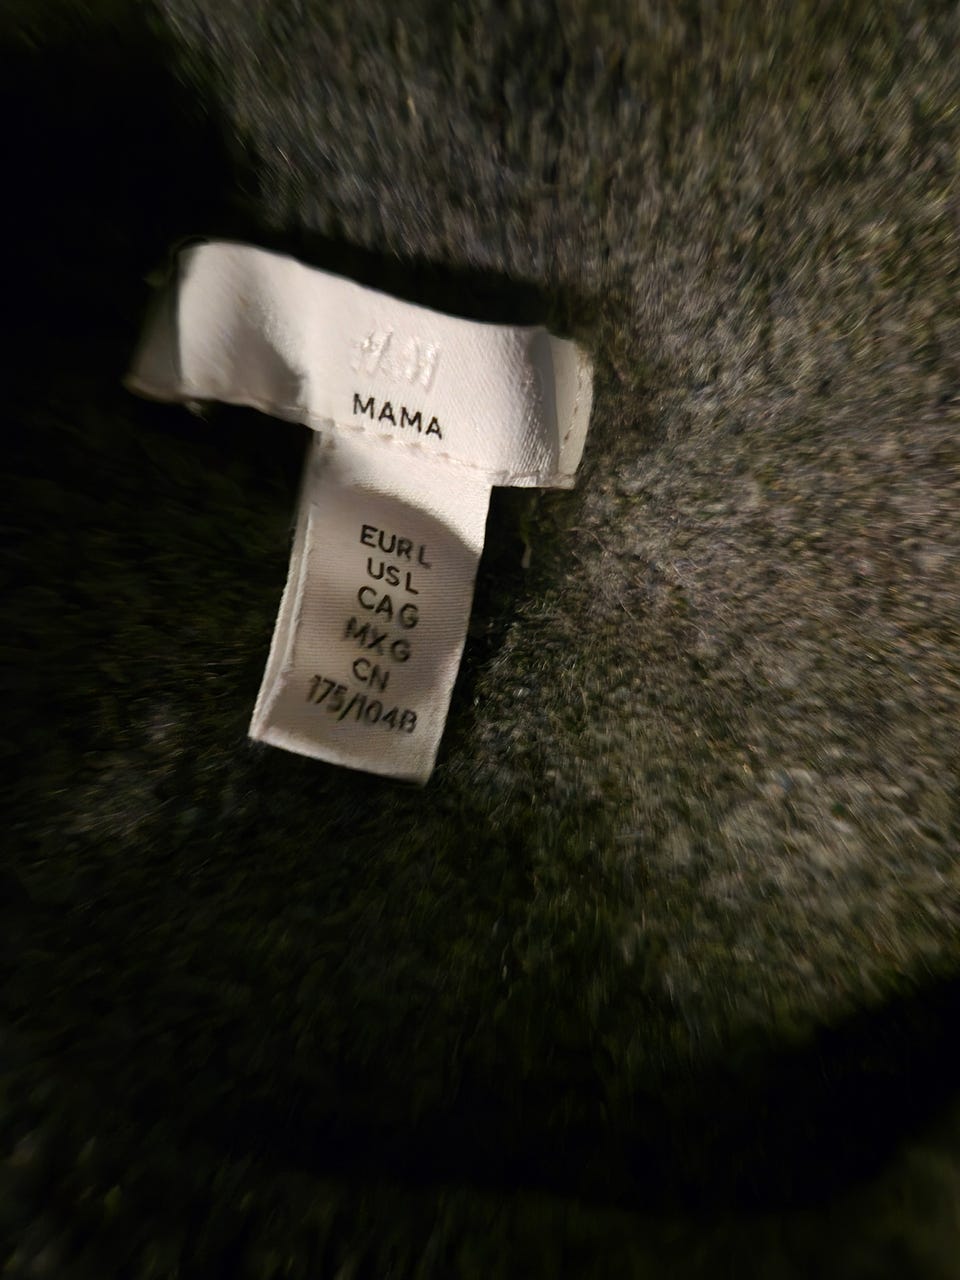 H&M
MAMA
EUR L
US L
CA G
MX G
CN
175/104B